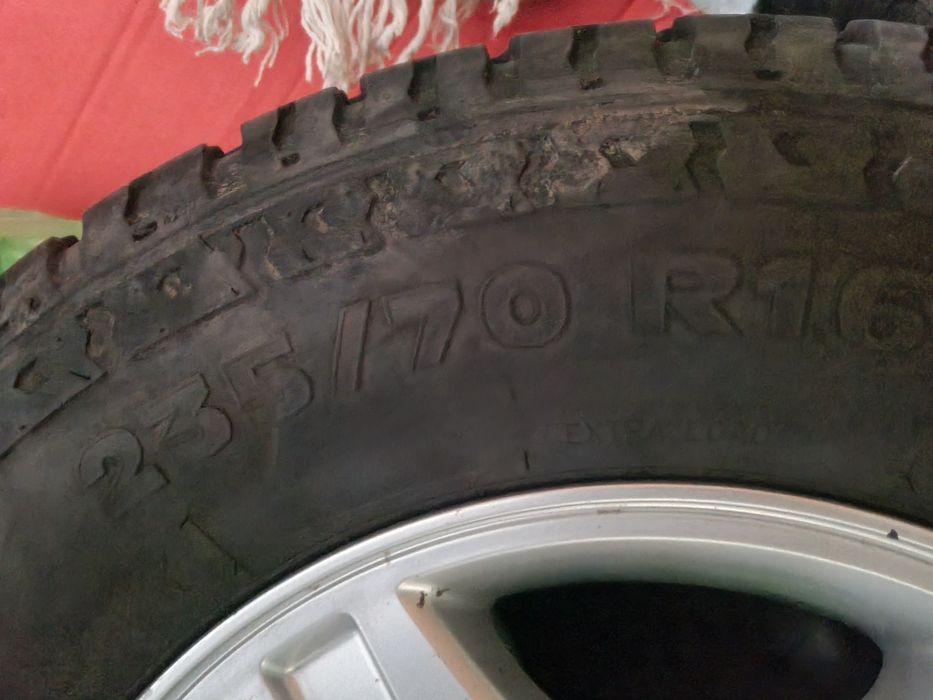 235/70 R16
EXTRA LOAD